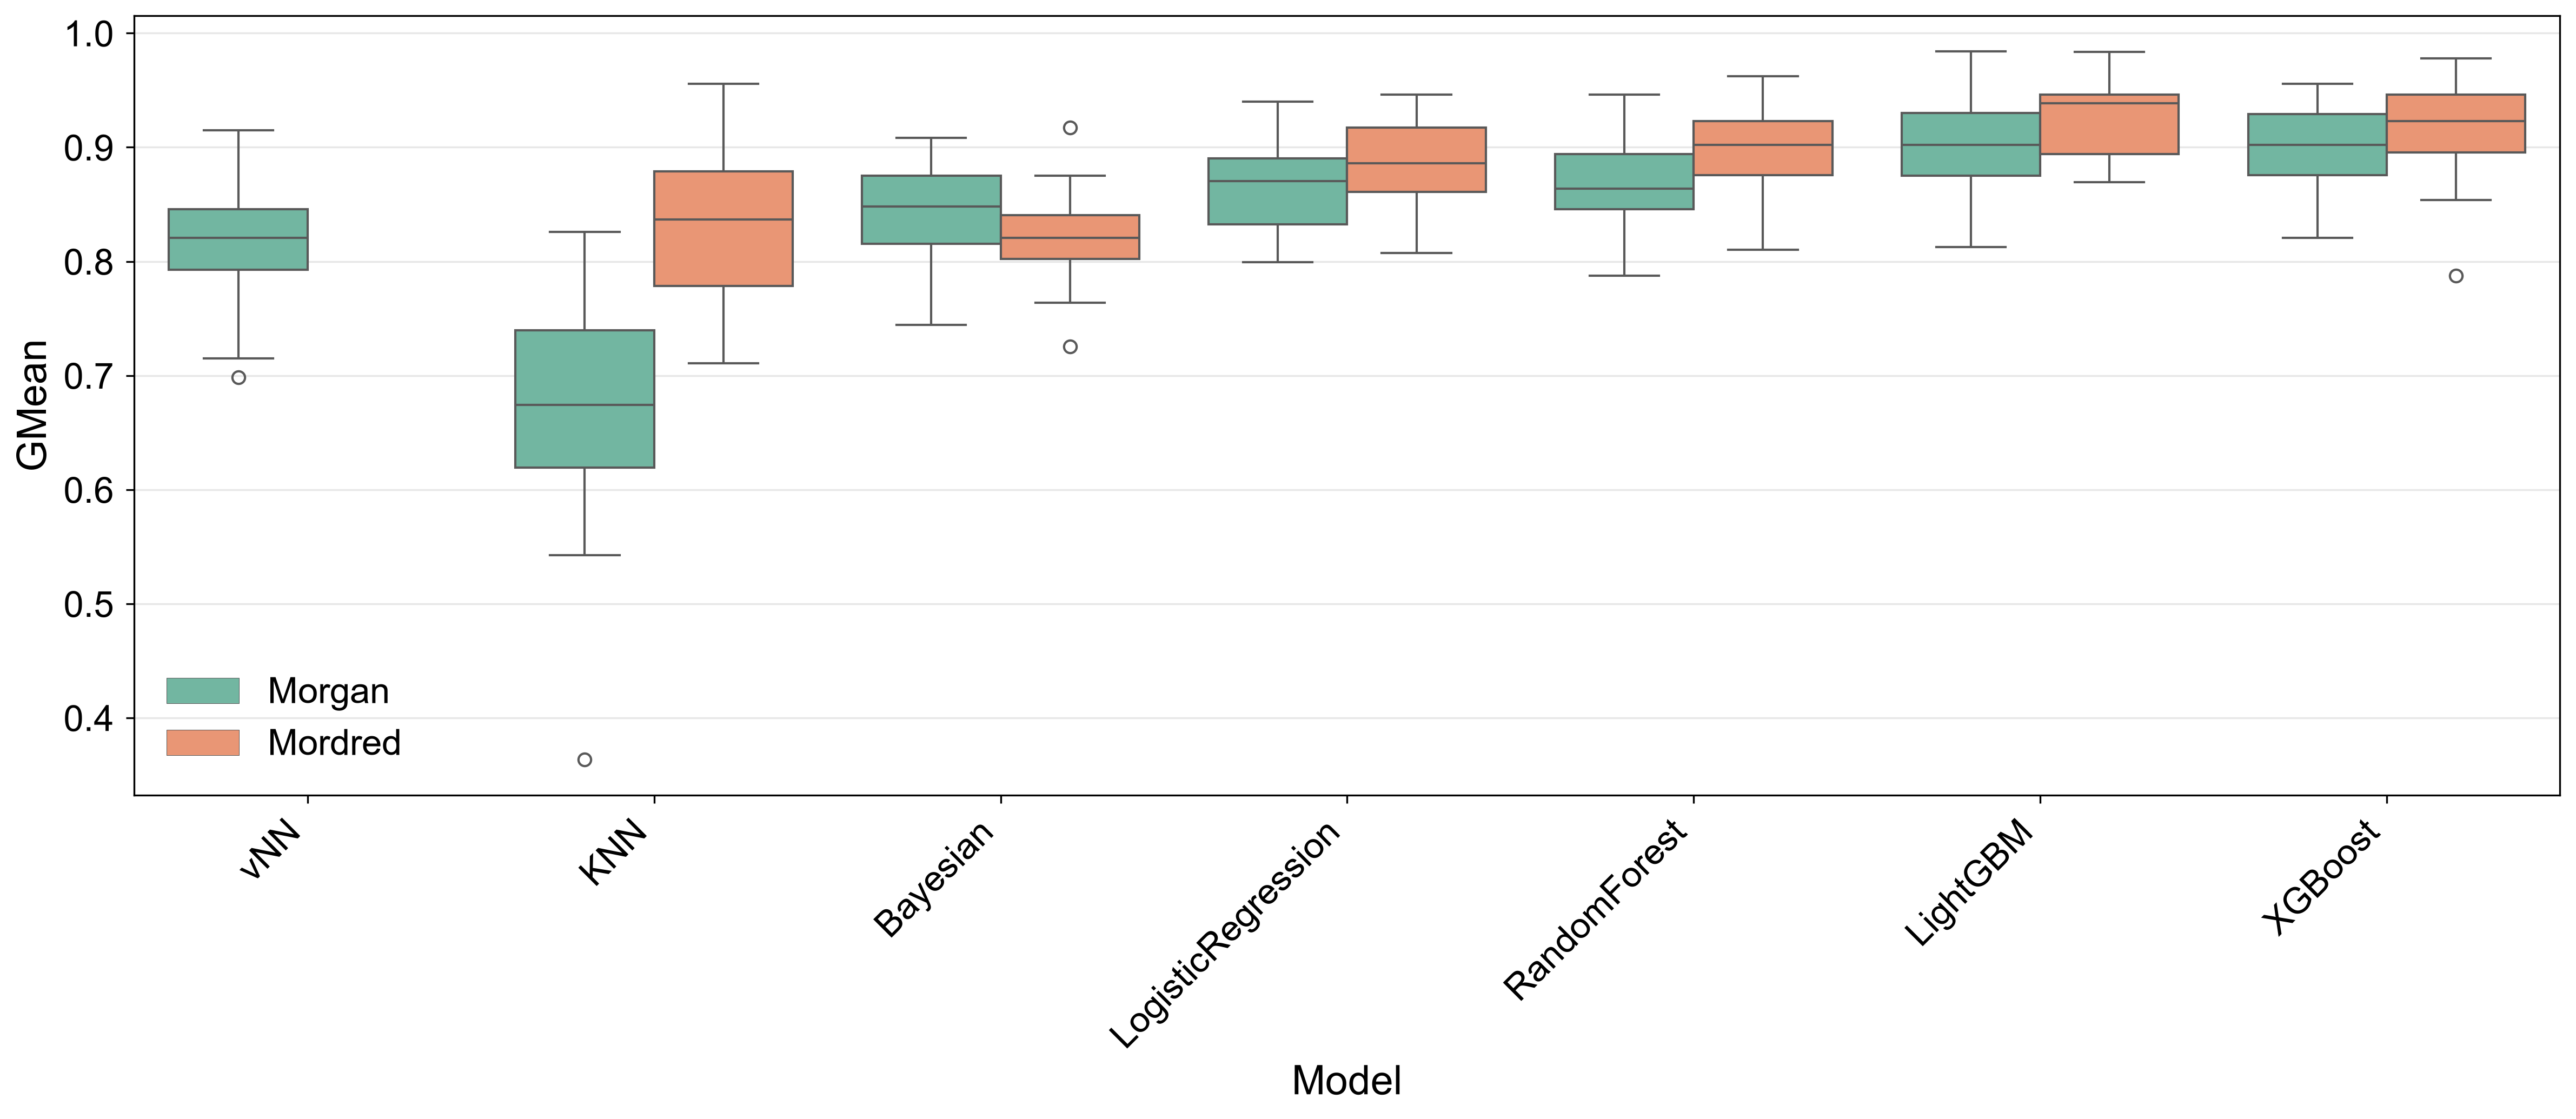 1.0
0.9
0.8
0.7
0.6
0.5
0.4
GMean
Morgan
Mordred
vNN
KNN
Bayesian
LogisticRegression
RandomForest
LightGBM
XGBoost
Model